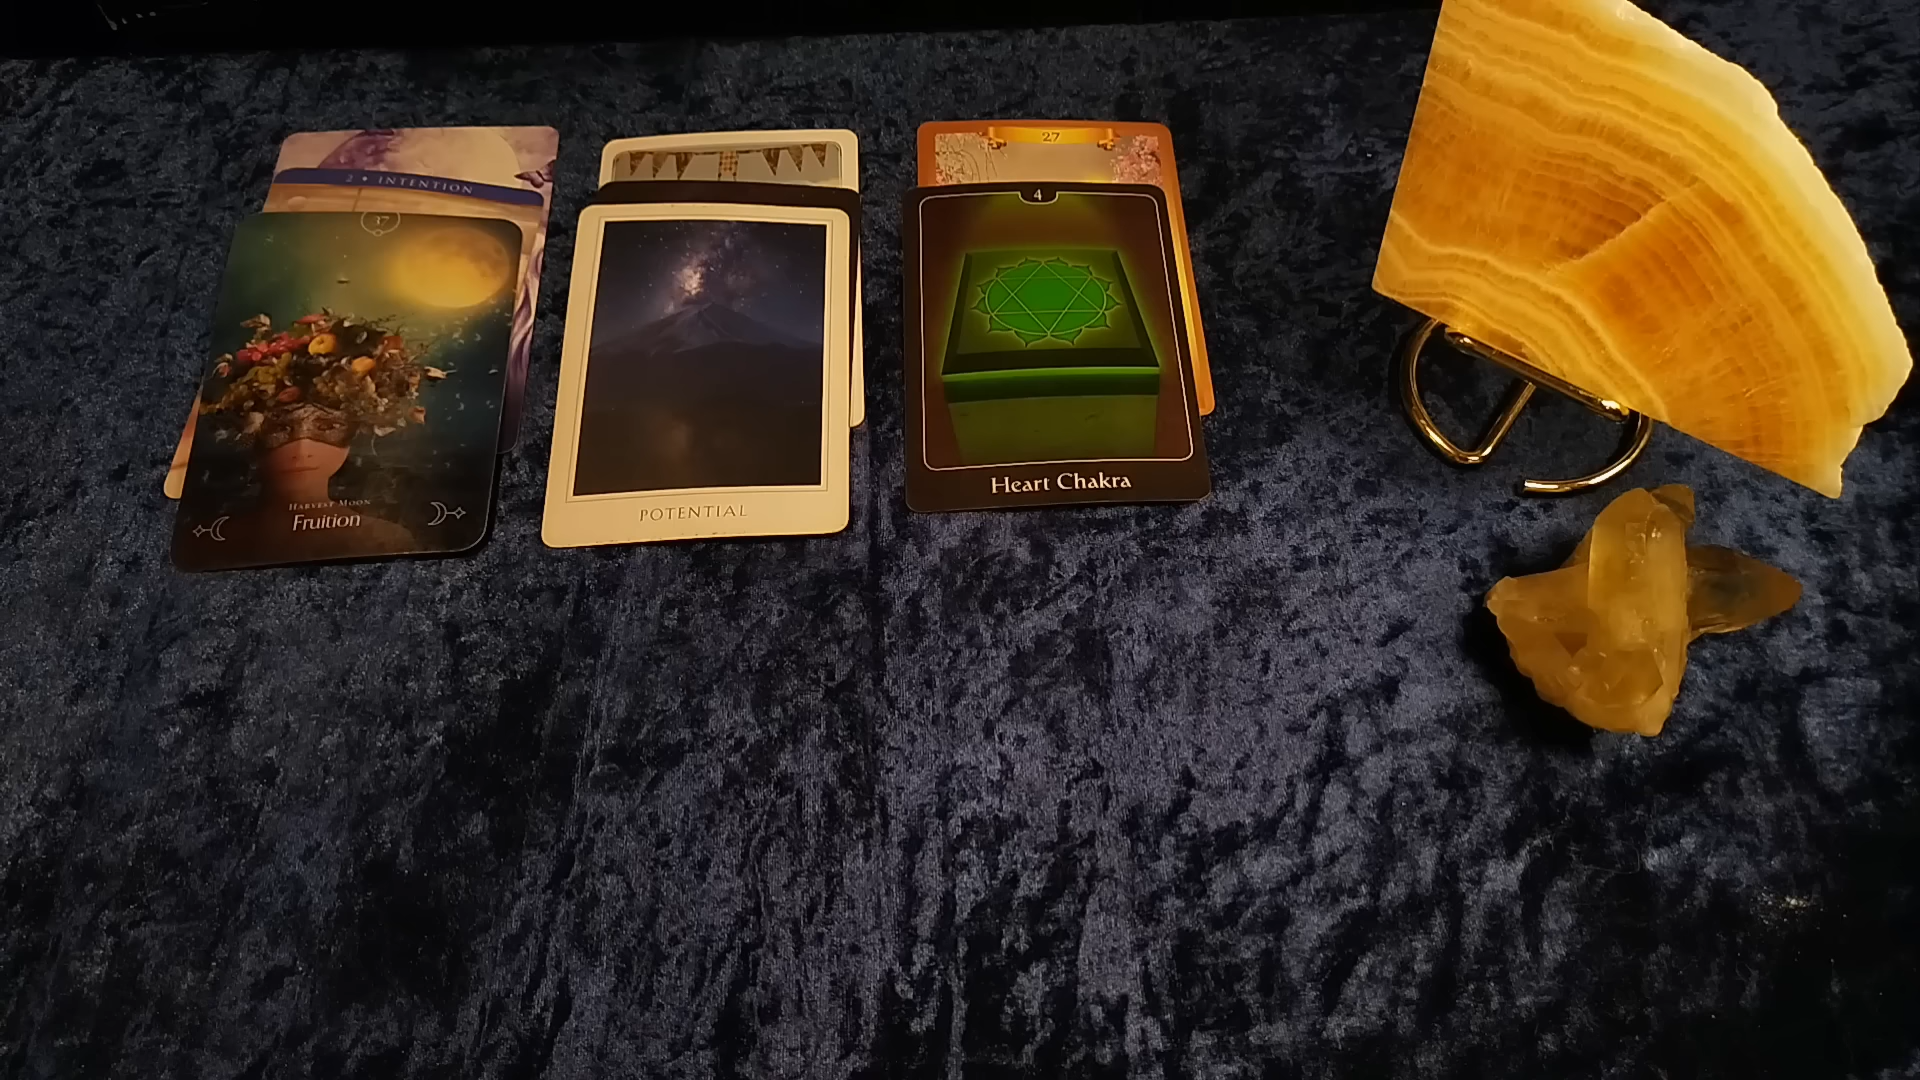 2 • INTENTION
37
HARVEST MOON
Fruition
POTENTIAL
27
4
Heart Chakra